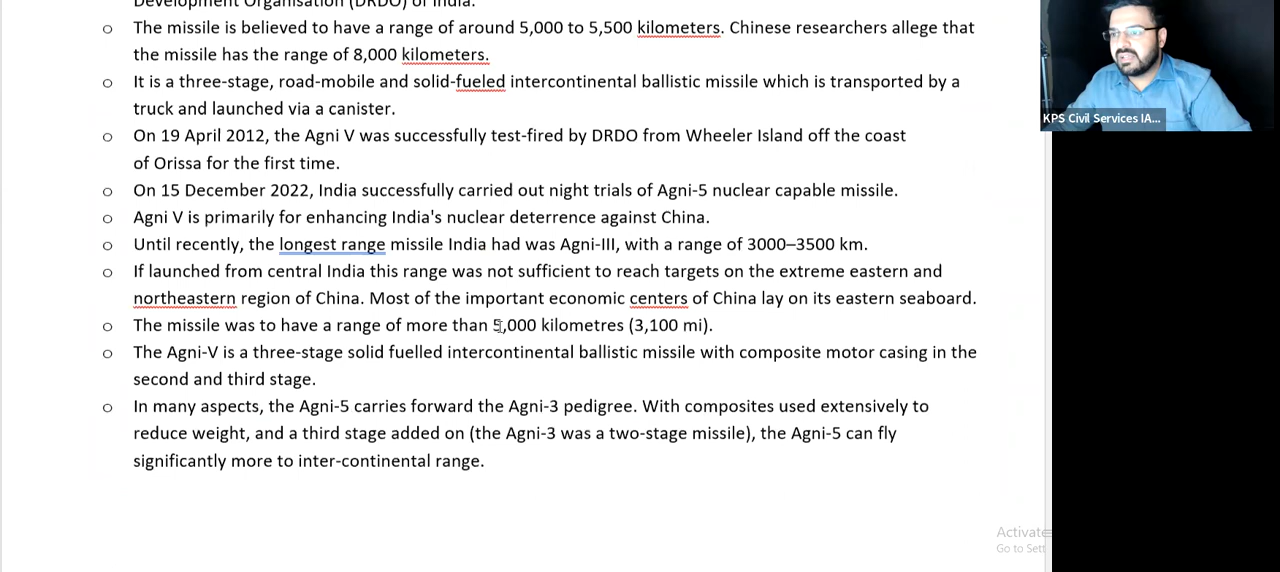 Development Organisation (DRDO) of India.
o The missile is believed to have a range of around 5,000 to 5,500 kilometers. Chinese researchers allege that
the missile has the range of 8,000 kilometers.
o It is a three-stage, road-mobile and solid-fueled intercontinental ballistic missile which is transported by a
truck and launched via a canister.
o On 19 April 2012, the Agni V was successfully test-fired by DRDO from Wheeler Island off the coast
of Orissa for the first time.
o On 15 December 2022, India successfully carried out night trials of Agni-5 nuclear capable missile.
o Agni V is primarily for enhancing India's nuclear deterrence against China.
o Until recently, the longest range missile India had was Agni-III, with a range of 3000–3500 km.
o If launched from central India this range was not sufficient to reach targets on the extreme eastern and
northeastern region of China. Most of the important economic centers of China lay on its eastern seaboard.
o The missile was to have a range of more than 5,000 kilometres (3,100 mi).
o The Agni-V is a three-stage solid fuelled intercontinental ballistic missile with composite motor casing in the
second and third stage.
o In many aspects, the Agni-5 carries forward the Agni-3 pedigree. With composites used extensively to
reduce weight, and a third stage added on (the Agni-3 was a two-stage missile), the Agni-5 can fly
significantly more to inter-continental range.
KPS Civil Services IA...
Activate
Go to Sett